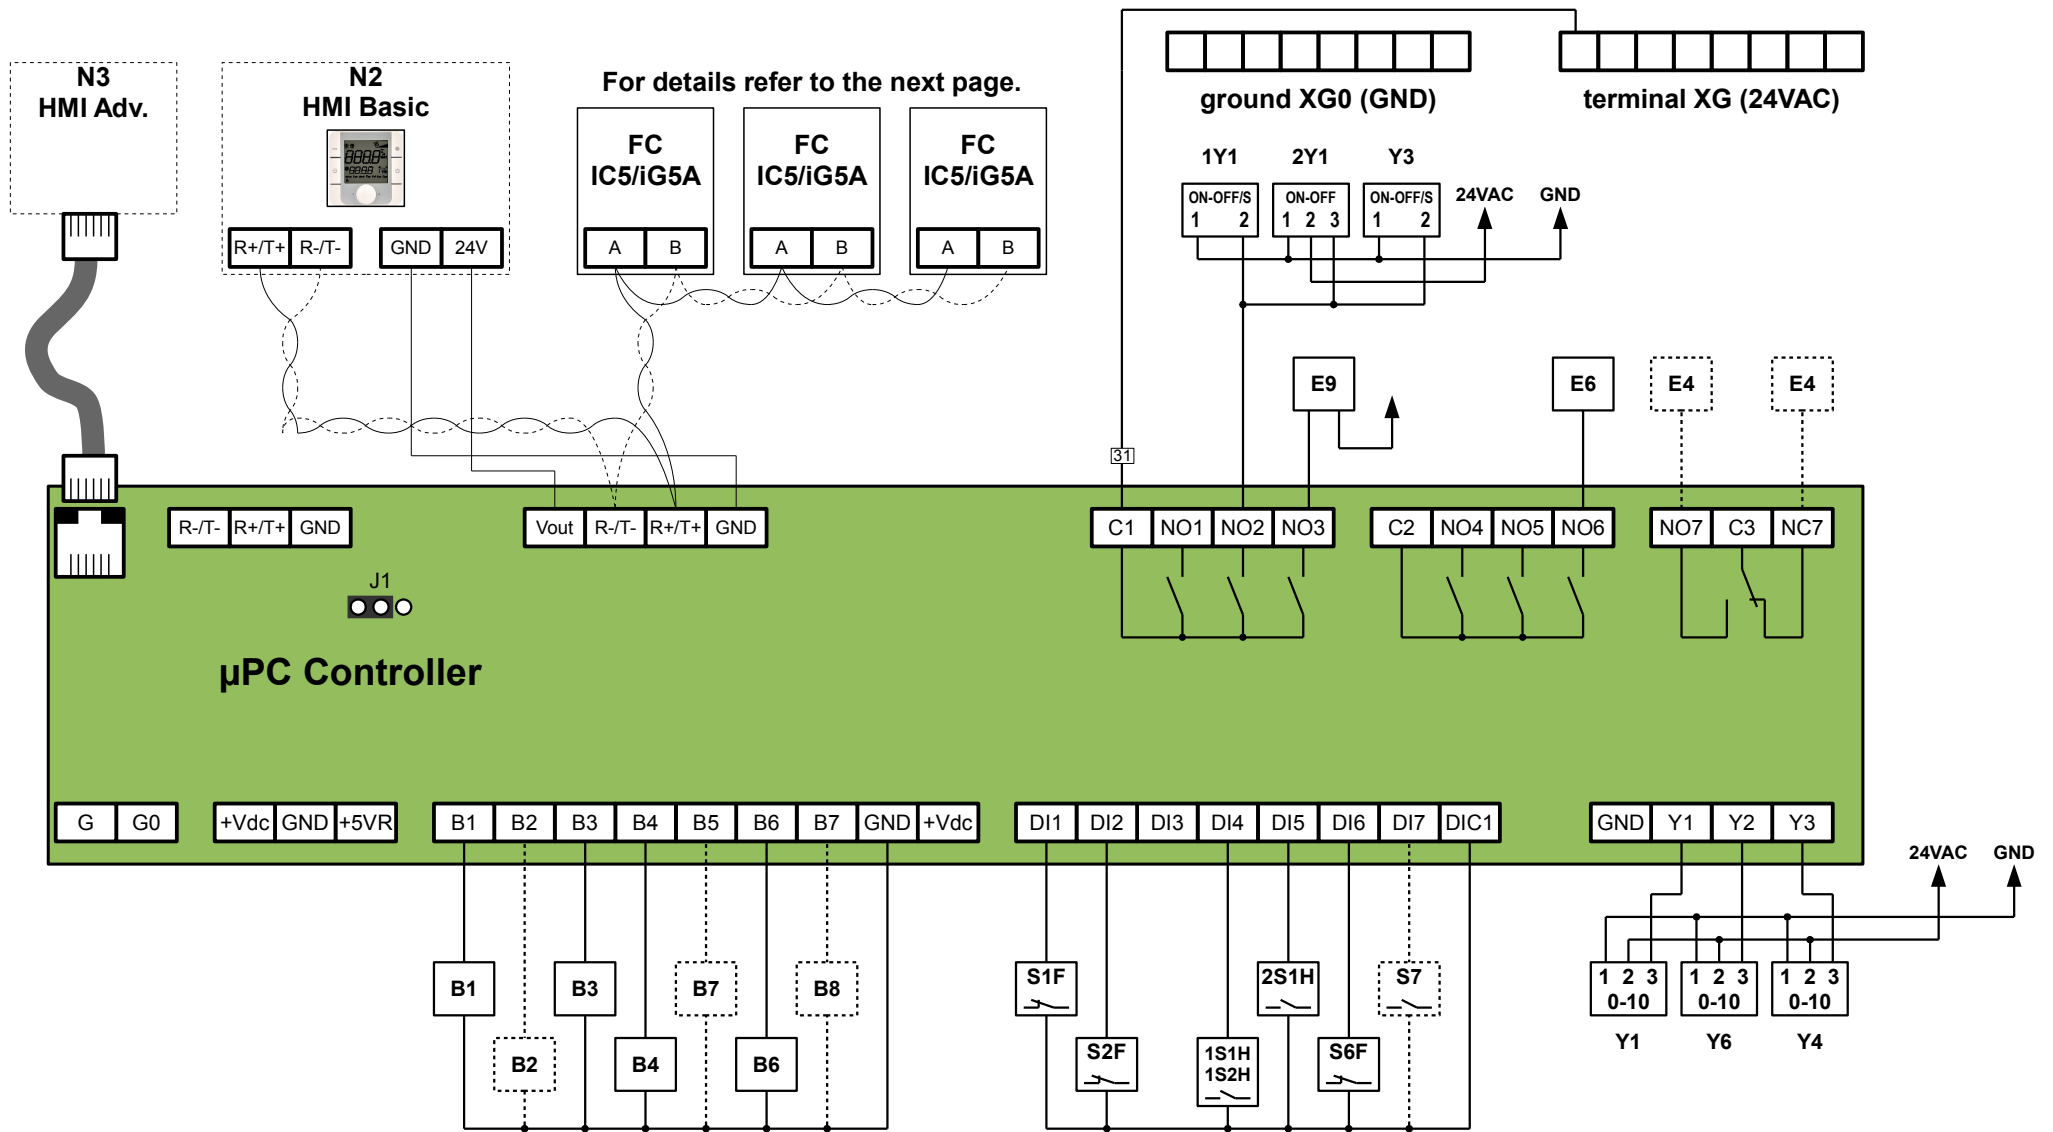 N3
HMI Adv.
N2
HMI Basic
R+/T+ R-/T- GND 24V
For details refer to the next page.
FC
IC5/iG5A
A B
FC
IC5/iG5A
A B
FC
IC5/iG5A
A B
ground XG0 (GND)
terminal XG (24VAC)
1Y1 2Y1 Y3
ON-OFF/S
1 2
ON-OFF
1 2 3
ON-OFF/S
1 2
24VAC GND
E9 E6 E4 E4
31
R-/T- R+/T+ GND
Vout R-/T- R+/T+ GND
C1 NO1 NO2 NO3
C2 NO4 NO5 NO6
NO7 C3 NC7
J1
µPC Controller
G G0
+Vdc GND +5VR
B1 B2 B3 B4 B5 B6 B7 GND +Vdc
DI1 DI2 DI3 DI4 DI5 DI6 DI7 DIC1
GND Y1 Y2 Y3
24VAC GND
B1 B3 B7 B8
B2 B4 B6
S1F 2S1H S7
S2F
1S1H
1S2H
S6F
1 2 3
0-10
1 2 3
0-10
1 2 3
0-10
Y1 Y6 Y4